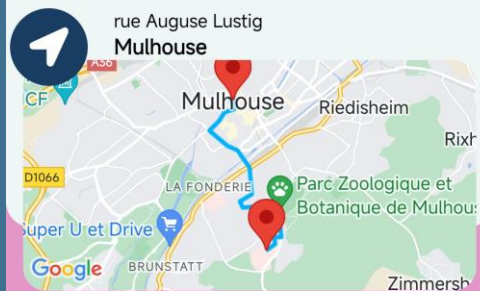 rue Auguse Lustig
Mulhouse
A36
CF
Mulhouse
Riedisheim
Rixh
D1066
LA FONDERIE
Parc Zoologique et
Botanique de Mulhous
Super U et Drive
Google
BRUNSTATT
Zimmersh